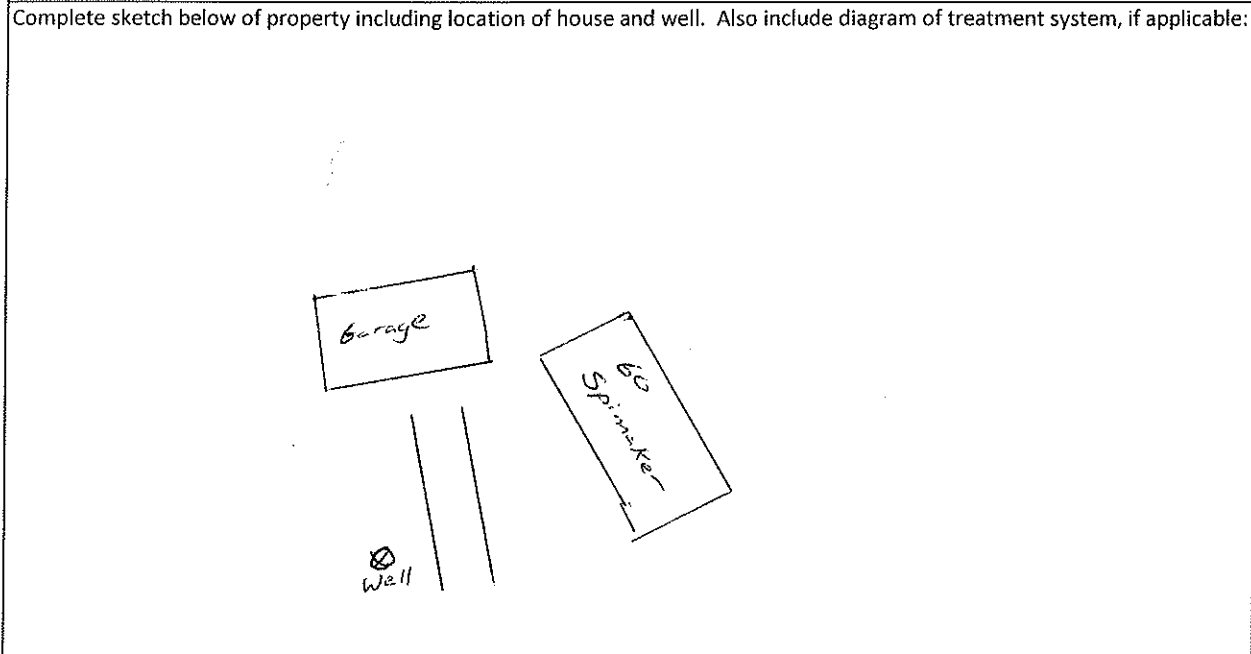 Complete sketch below of property including location of house and well. Also include diagram of treatment system, if applicable:
Garage
60
Spinnaker
Well